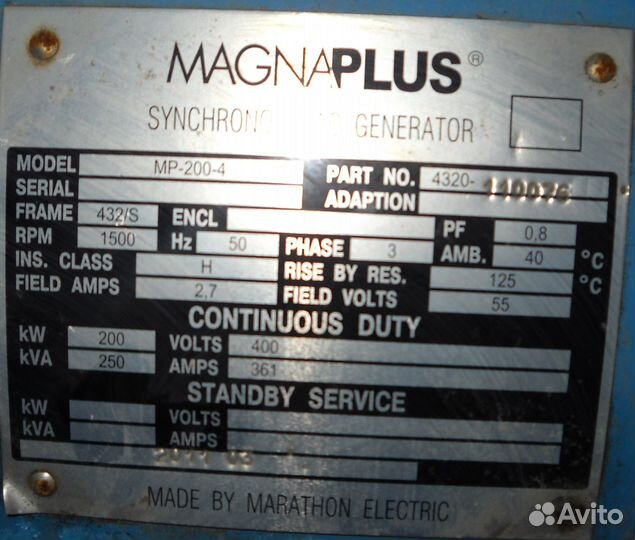 MAGNAPLUS®
GENERATOR
MODEL MP-200-4 PART NO. 4320-
SERIAL ADAPTION
FRAME 432/S ENCL PF 0,8
RPM 1500 Hz 50 PHASE 3 AMB. 40 °C
INS. CLASS H RISE BY RES. 125 °C
FIELD AMPS 2,7 FIELD VOLTS 55
CONTINUOUS DUTY
kW 200 VOLTS 400
kVA 250 AMPS 361
STANDBY SERVICE
kW VOLTS
kVA AMPS
2011 03
MADE BY MARATHON ELECTRIC
Avito